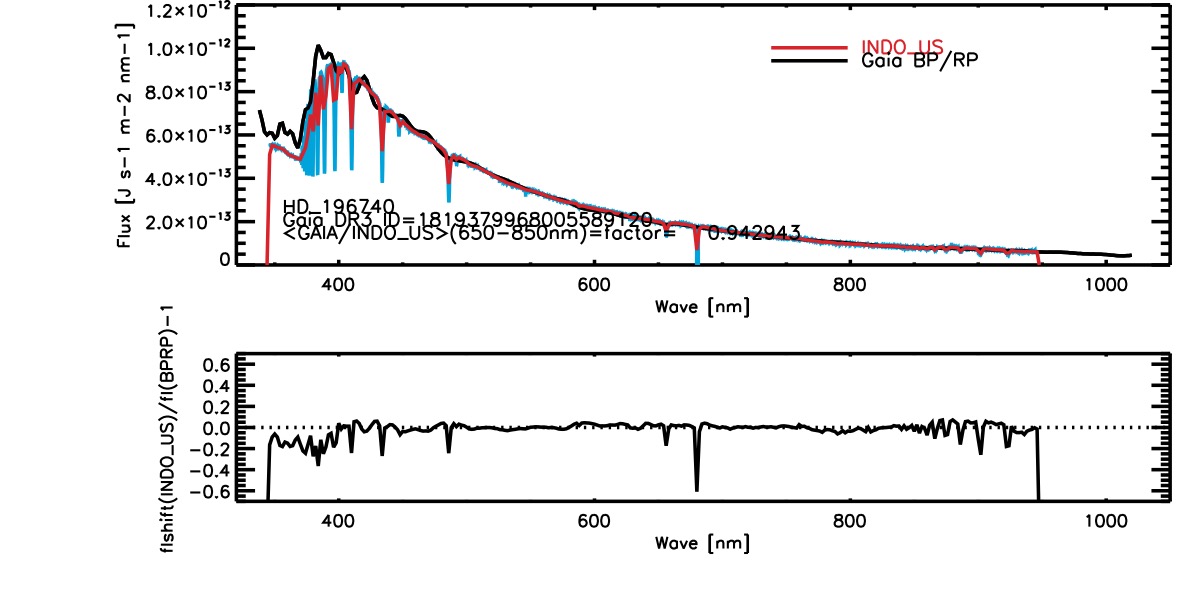 1.2×10−12
1.0×10−12
8.0×10−13
6.0×10−13
4.0×10−13
2.0×10−13
0
Flux [J s−1 m−2 nm−1]
INDO_US
Gaia BP/RP
HD_196740
Gaia DR3 ID=1819379968005589120
<GAIA/INDO_US>(650−850nm)=factor= 0.942943
400 600 800 1000
Wave [nm]
flshift(INDO_US)/fl(BPRP)−1
0.6
0.4
0.2
0.0
−0.2
−0.4
−0.6
400 600 800 1000
Wave [nm]